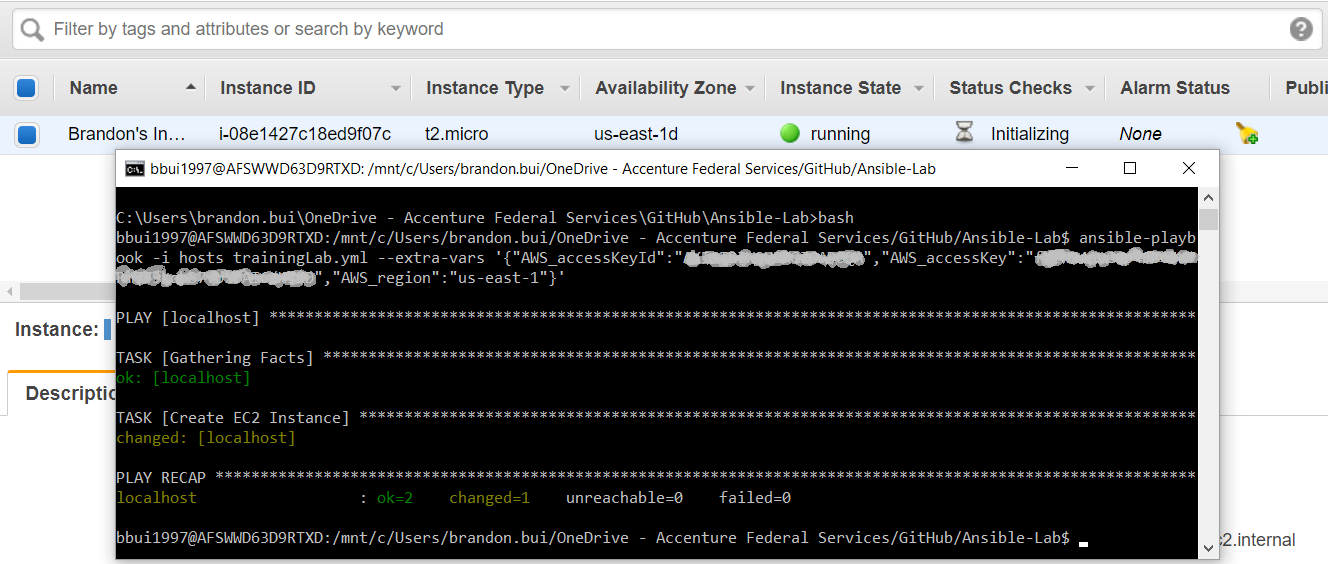 Filter by tags and attributes or search by keyword
Name Instance ID Instance Type Availability Zone Instance State Status Checks Alarm Status Publi
Brandon's In… i-08e1427c18ed9f07c t2.micro us-east-1d running Initializing None
bbui1997@AFSWWD63D9RTXD: /mnt/c/Users/brandon.bui/OneDrive - Accenture Federal Services/GitHub/Ansible-Lab
C:\Users\brandon.bui\OneDrive - Accenture Federal Services\GitHub\Ansible-Lab>bash
bbui1997@AFSWWD63D9RTXD:/mnt/c/Users/brandon.bui/OneDrive - Accenture Federal Services/GitHub/Ansible-Lab$ ansible-playb
ook -i hosts trainingLab.yml --extra-vars '{"AWS_accessKeyId":"","AWS_accessKey":"
","AWS_region":"us-east-1"}'
PLAY [localhost] *******************************************************************************************************
TASK [Gathering Facts] *************************************************************************************************
ok: [localhost]
TASK [Create EC2 Instance] *********************************************************************************************
changed: [localhost]
PLAY RECAP *************************************************************************************************************
localhost : ok=2 changed=1 unreachable=0 failed=0
bbui1997@AFSWWD63D9RTXD:/mnt/c/Users/brandon.bui/OneDrive - Accenture Federal Services/GitHub/Ansible-Lab$
Instance:
Descriptio
c2.internal